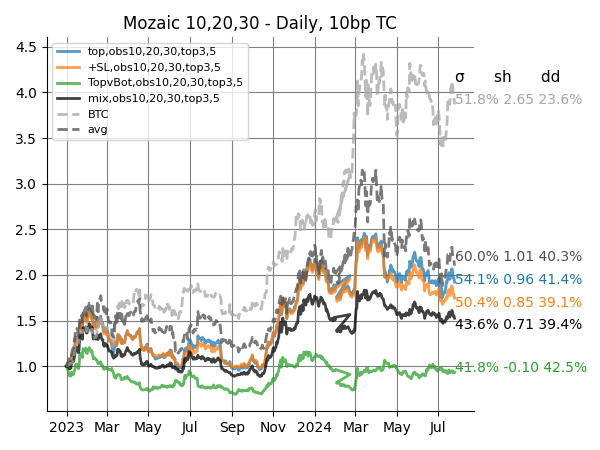 Mozaic 10,20,30 - Daily, 10bp TC
4.5
4.0
3.5
3.0
2.5
2.0
1.5
1.0
top,obs10,20,30,top3,5
+SL,obs10,20,30,top3,5
TopvBot,obs10,20,30,top3,5
mix,obs10,20,30,top3,5
BTC
avg
σ sh dd
51.8% 2.65 23.6%
60.0% 1.01 40.3%
54.1% 0.96 41.4%
50.4% 0.85 39.1%
43.6% 0.71 39.4%
41.8% -0.10 42.5%
2023 Mar May Jul Sep Nov 2024 Mar May Jul